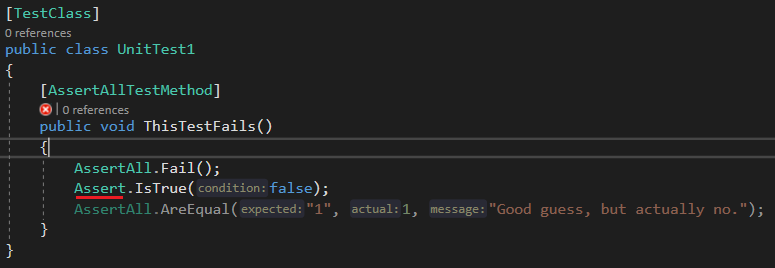 [TestClass]
0 references
public class UnitTest1
{
[AssertAllTestMethod]
| 0 references
public void ThisTestFails()
{
AssertAll.Fail();
Assert.IsTrue(condition:false);
AssertAll.AreEqual(expected:"1", actual:1, message:"Good guess, but actually no.");
}
}